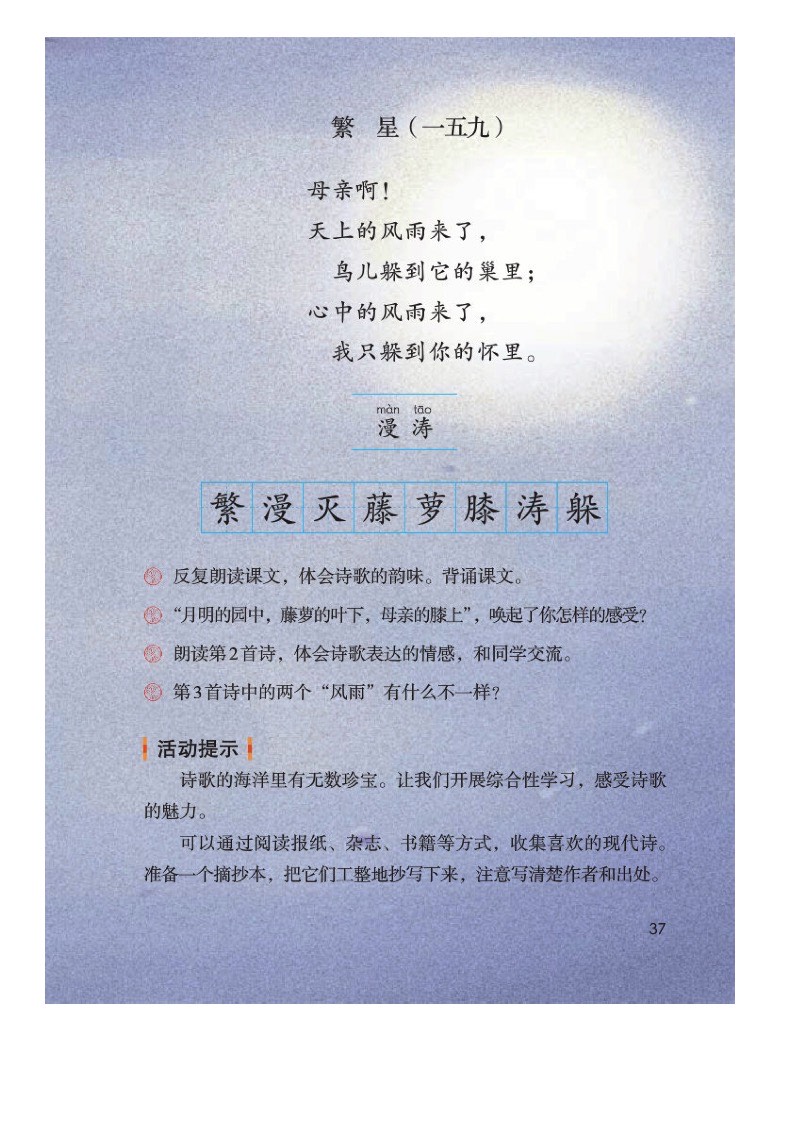 繁 星（一五九）
母亲啊！
天上的风雨来了，
鸟儿躲到它的巢里；
心中的风雨来了，
我只躲到你的怀里。
màn tāo
漫 涛
繁 漫 灭 藤 萝 膝 涛 躲
反复朗读课文，体会诗歌的韵味。背诵课文。
“月明的园中，藤萝的叶下，母亲的膝上”，唤起了你怎样的感受？
朗读第2首诗，体会诗歌表达的情感，和同学交流。
第3首诗中的两个“风雨”有什么不一样？
活动提示
诗歌的海洋里有无数珍宝。让我们开展综合性学习，感受诗歌
的魅力。
可以通过阅读报纸、杂志、书籍等方式，收集喜欢的现代诗。
准备一个摘抄本，把它们工整地抄写下来，注意写清楚作者和出处。
37